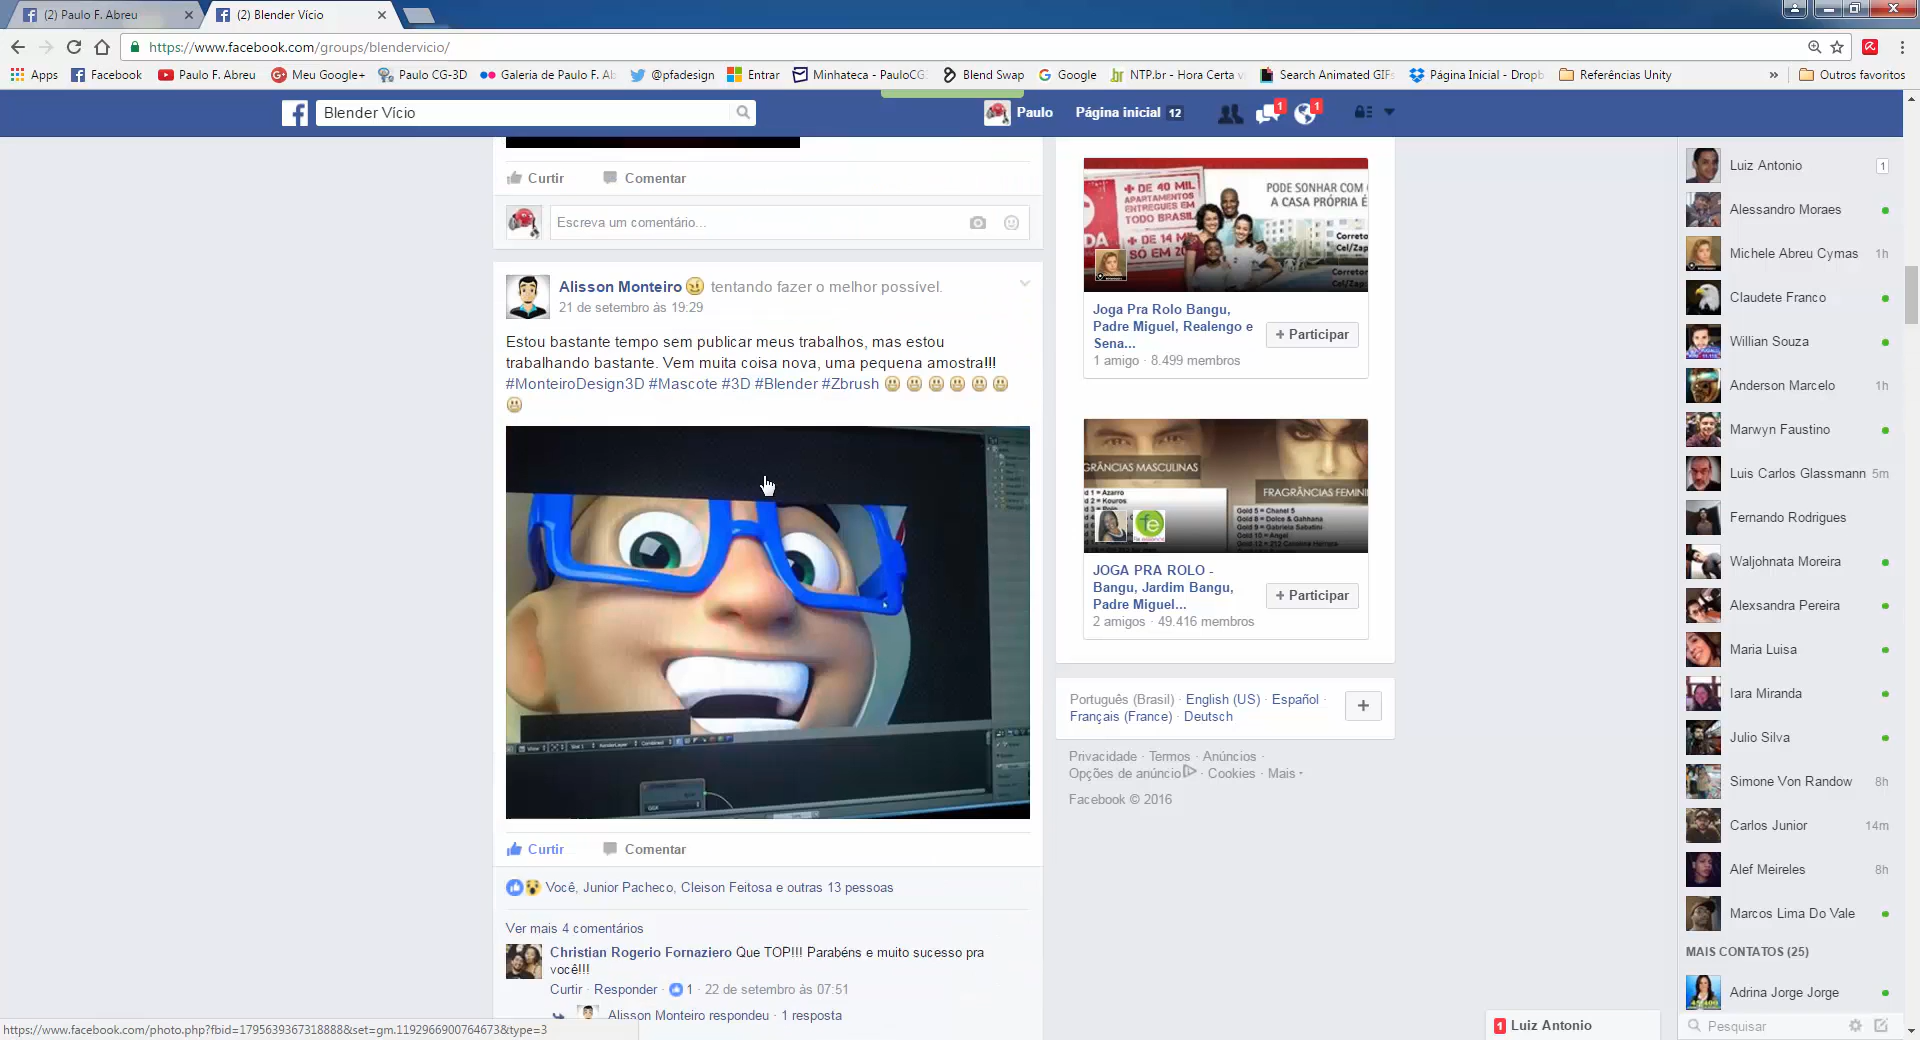 (2) Paulo F. Abreu
(2) Blender Vício
https://www.facebook.com/groups/blendervicio/
Apps Facebook Paulo F. Abreu Meu Google+ Paulo CG-3D Galeria de Paulo F. Ab @pfadesign Entrar Minhateca - PauloCG Blend Swap Google NTP.br - Hora Certa v Search Animated GIFs Página Inicial - Dropb Referências Unity » Outros favoritos
Blender Vício
Paulo Página inicial 12 1 1
Curtir Comentar
Escreva um comentário...
Alisson Monteiro tentando fazer o melhor possível.
21 de setembro às 19:29
Estou bastante tempo sem publicar meus trabalhos, mas estou
trabalhando bastante. Vem muita coisa nova, uma pequena amostra!!!
#MonteiroDesign3D #Mascote #3D #Blender #Zbrush
Curtir Comentar
Você, Junior Pacheco, Cleison Feitosa e outras 13 pessoas
Ver mais 4 comentários
Christian Rogerio Fornaziero Que TOP!!! Parabéns e muito sucesso pra
você!!!
Curtir · Responder · 1 · 22 de setembro às 07:51
Alisson Monteiro respondeu · 1 resposta
https://www.facebook.com/photo.php?fbid=1795639367318888&set=gm.1192966900764673&type=3
+ DE 40 MIL
APARTAMENTOS
ENTREGUES EM
TODO BRASIL
+ DE 14 M
SÓ EM 20
PODE SONHAR COM
A CASA PRÓPRIA É
Correto
Cel/Zap
Joga Pra Rolo Bangu,
Padre Miguel, Realengo e
Sena...
+ Participar
1 amigo · 8.499 membros
GRÂNCIAS MASCULINAS
FRAGRÂNCIAS FEMINI
JOGA PRA ROLO -
Bangu, Jardim Bangu,
Padre Miguel...
+ Participar
2 amigos · 49.416 membros
Português (Brasil) · English (US) · Español ·
Français (France) · Deutsch
+
Privacidade · Termos · Anúncios ·
Opções de anúncio · Cookies · Mais
Facebook © 2016
Luiz Antonio 1
Alessandro Moraes
Michele Abreu Cymas 1h
Claudete Franco
Willian Souza
Anderson Marcelo 1h
Marwyn Faustino
Luis Carlos Glassmann 5m
Fernando Rodrigues
Waljohnata Moreira
Alexsandra Pereira
Maria Luisa
Iara Miranda
Julio Silva
Simone Von Randow 8h
Carlos Junior 14m
Alef Meireles 8h
Marcos Lima Do Vale
MAIS CONTATOS (25)
Adrina Jorge Jorge
1 Luiz Antonio
Pesquisar